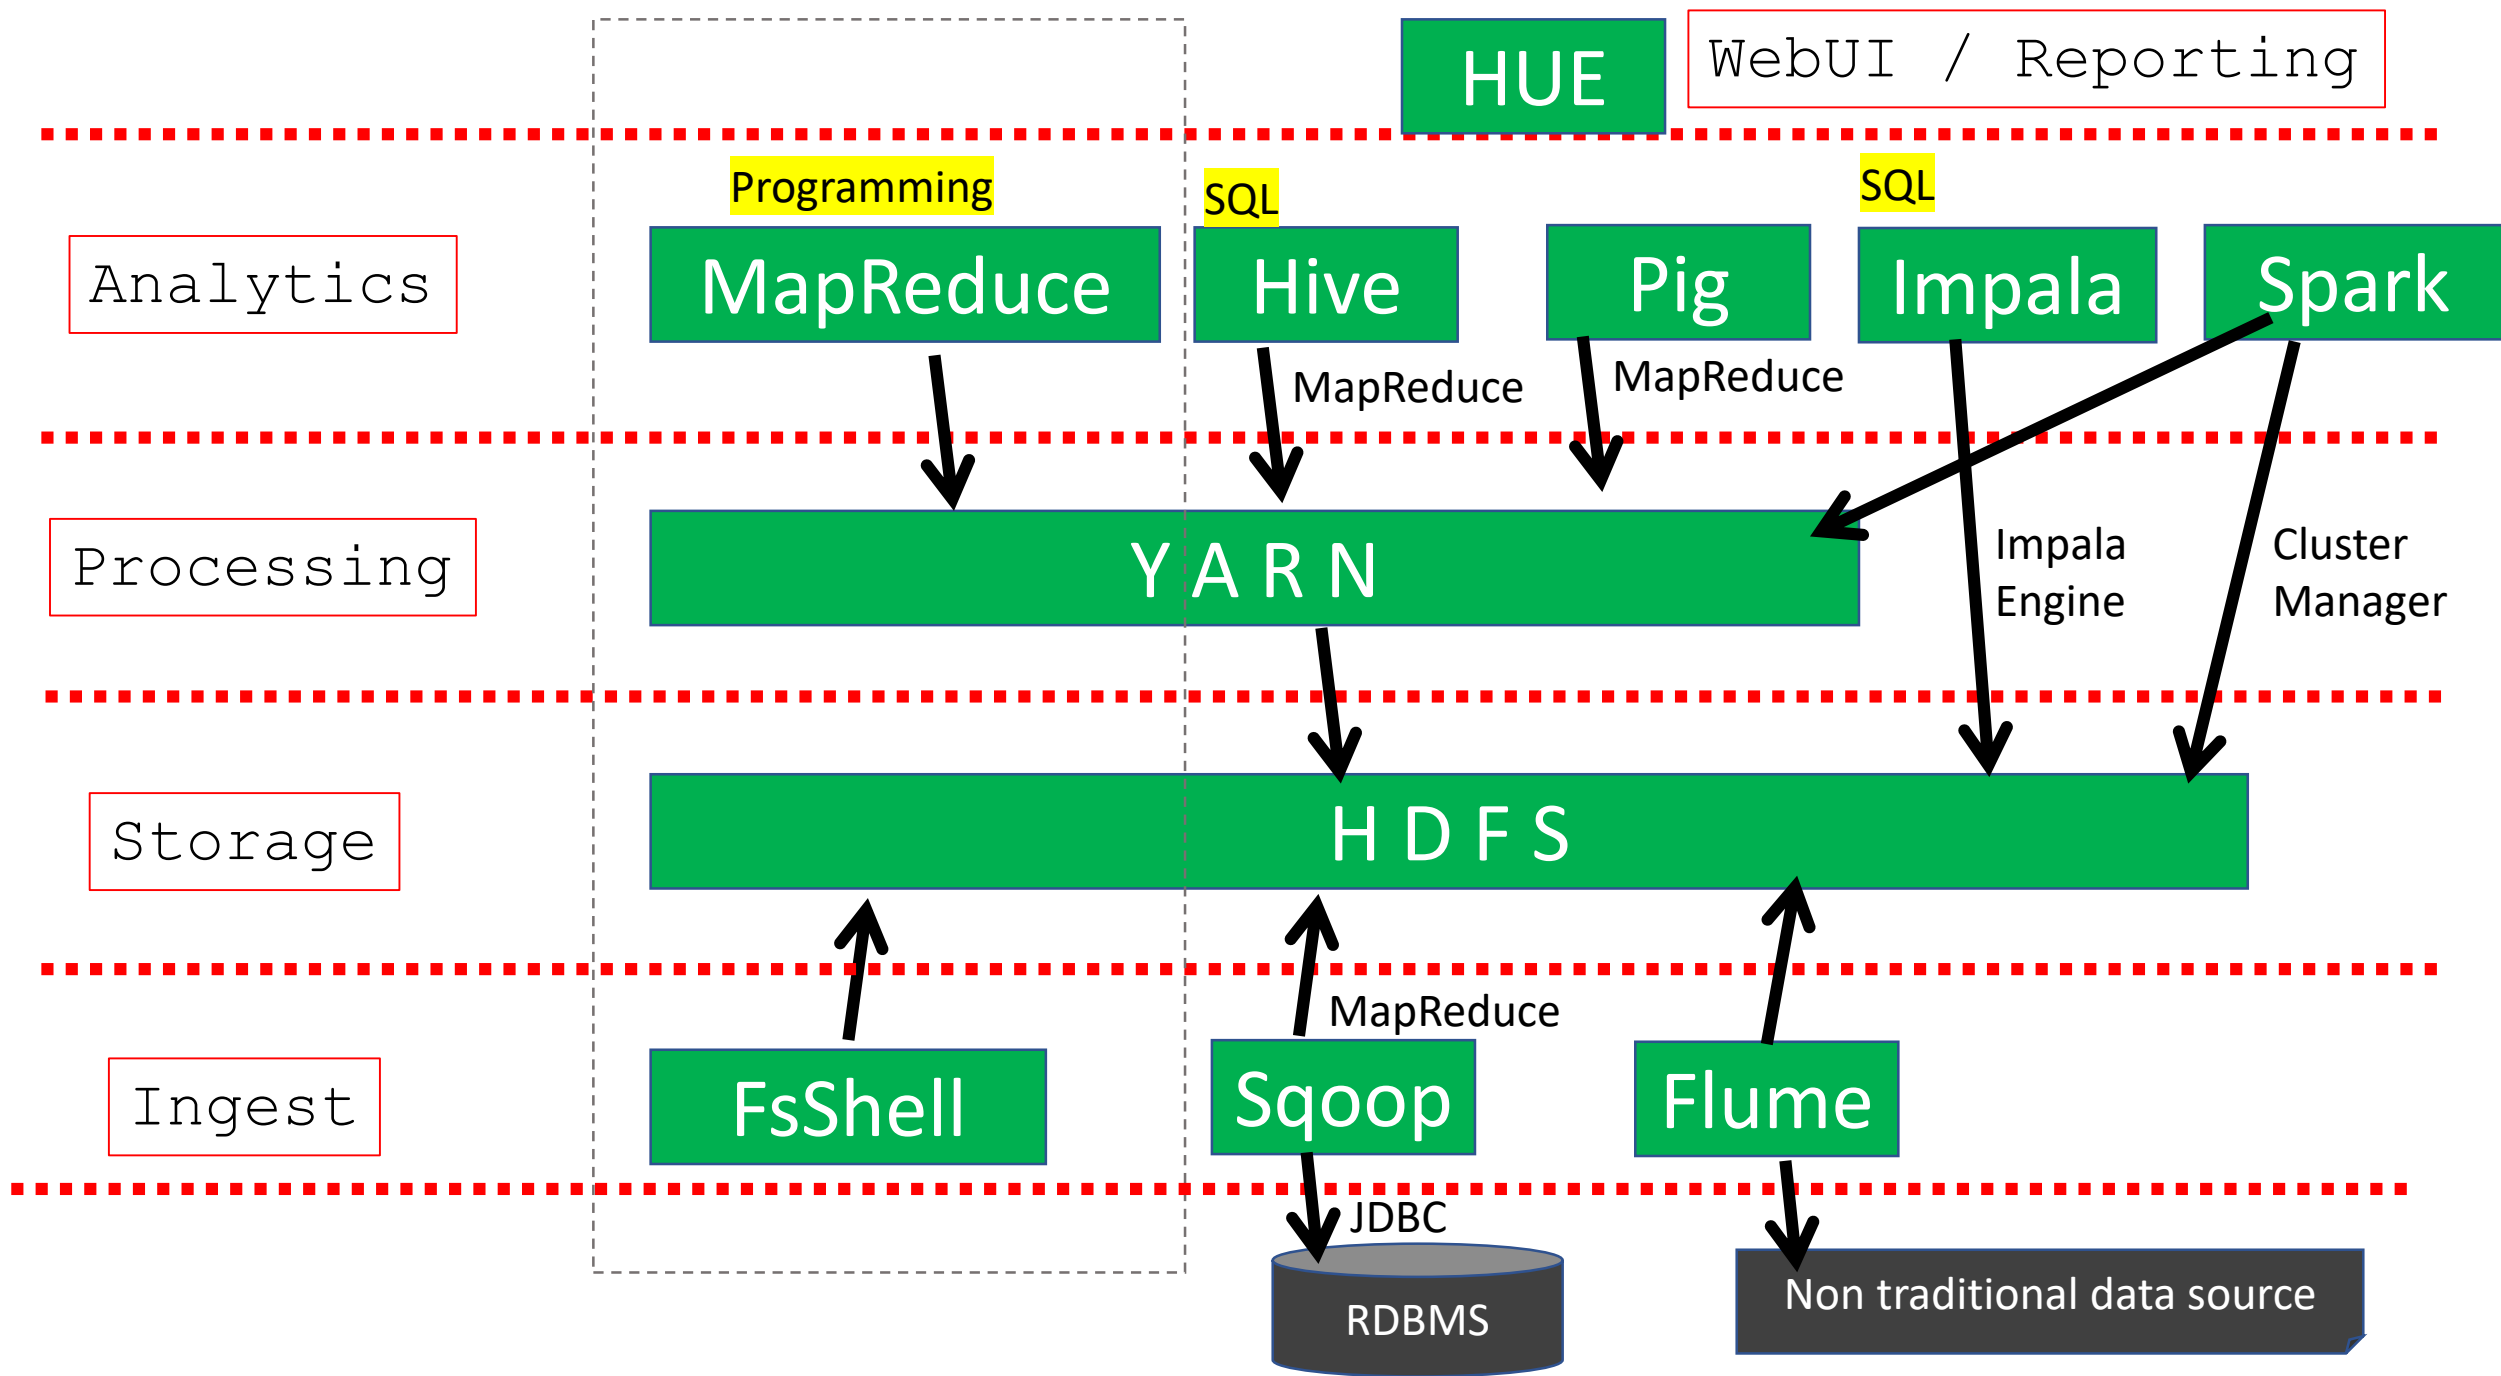 HUE
WebUI / Reporting
Programming
SQL
SQL
Analytics
MapReduce
Hive
Pig
Impala
Spark
MapReduce
MapReduce
Processing
Y A R N
Impala
Engine
Cluster
Manager
Storage
H D F S
MapReduce
Ingest
FsShell
Sqoop
Flume
JDBC
RDBMS
Non traditional data source